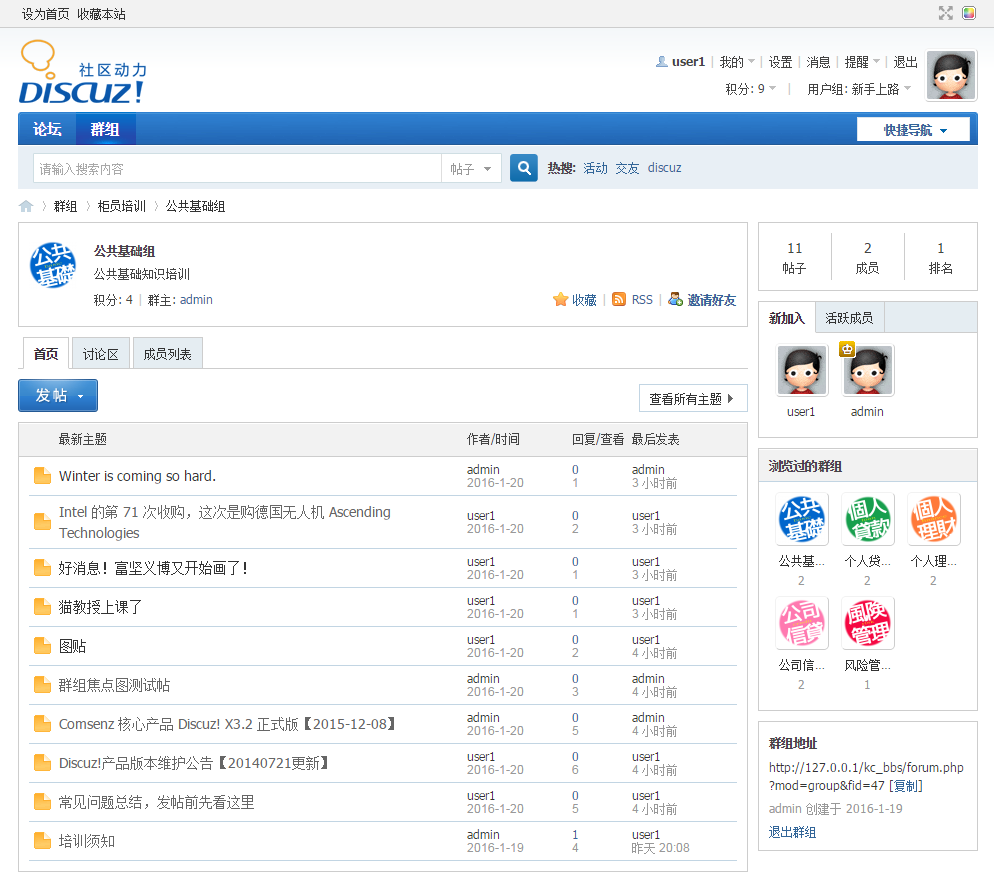 设为首页 收藏本站
社区动力
DISCUZ!
user1 | 我的 | 设置 | 消息 | 提醒 | 退出
积分: 9 | 用户组: 新手上路
论坛 群组 快捷导航
请输入搜索内容 帖子 热搜: 活动 交友 discuz
群组 柜员培训 公共基础组
公共
基礎
公共基础组
公共基础知识培训
积分: 4 | 群主: admin
收藏 | RSS | 邀请好友
首页 讨论区 成员列表
发帖 查看所有主题
最新主题 作者/时间 回复/查看 最后发表
Winter is coming so hard. admin 0 admin
2016-1-20 1 3 小时前
Intel 的第 71 次收购，这次是购德国无人机 Ascending user1 0 user1
Technologies 2016-1-20 2 3 小时前
好消息！富坚义博又开始画了！ user1 0 user1
2016-1-20 1 3 小时前
猫教授上课了 user1 0 user1
2016-1-20 1 3 小时前
图贴 user1 0 user1
2016-1-20 2 4 小时前
群组焦点图测试帖 admin 0 admin
2016-1-20 3 4 小时前
Comsenz 核心产品 Discuz! X3.2 正式版【2015-12-08】 admin 0 admin
2016-1-20 5 4 小时前
Discuz!产品版本维护公告【20140721更新】 user1 0 user1
2016-1-20 6 4 小时前
常见问题总结，发帖前先看这里 user1 0 user1
2016-1-20 5 4 小时前
培训须知 admin 1 user1
2016-1-19 4 昨天 20:08
11 2 1
帖子 成员 排名
新加入 活跃成员
user1 admin
浏览过的群组
公共 個人 個人
基礎 貸款 理財
公共基... 个人贷... 个人理...
2 2 2
公司 風険
信貸 管理
公司信... 风险管...
2 1
群组地址
http://127.0.0.1/kc_bbs/forum.php
?mod=group&fid=47 [复制]
admin 创建于 2016-1-19
退出群组